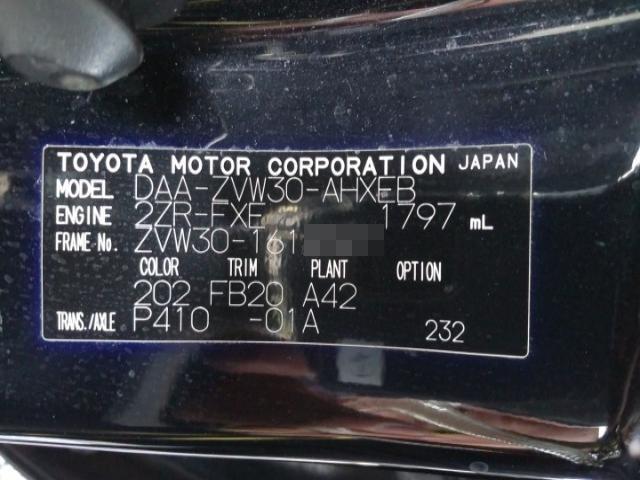 TOYOTA MOTOR CORPORATION JAPAN
MODEL DAA-ZVW30-AHXEB
ENGINE 2ZR-FXE 1797 mL
FRAME No. ZVW30-161
COLOR TRIM PLANT OPTION
202 FB20 A42
TRANS./AXLE P410 -01A 232